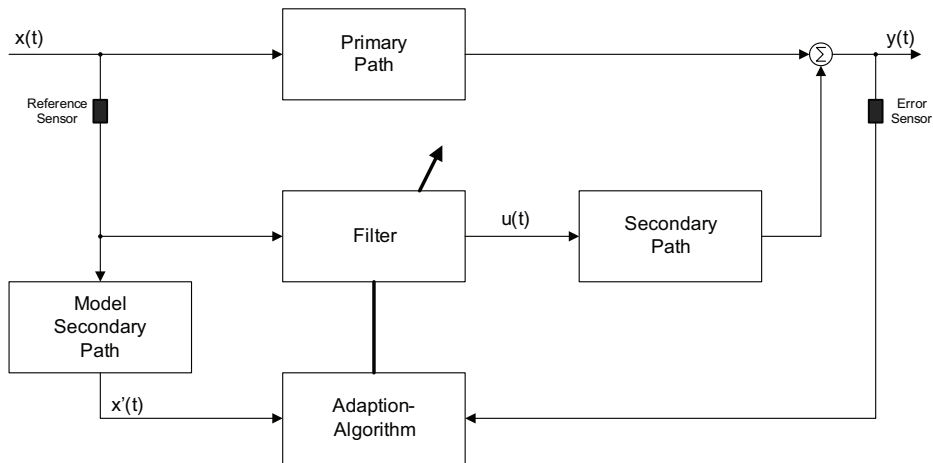 x(t)
Primary
Path
Σ
y(t)
Reference
Sensor
Error
Sensor
Filter
u(t)
Secondary
Path
Model
Secondary
Path
x'(t)
Adaption-
Algorithm